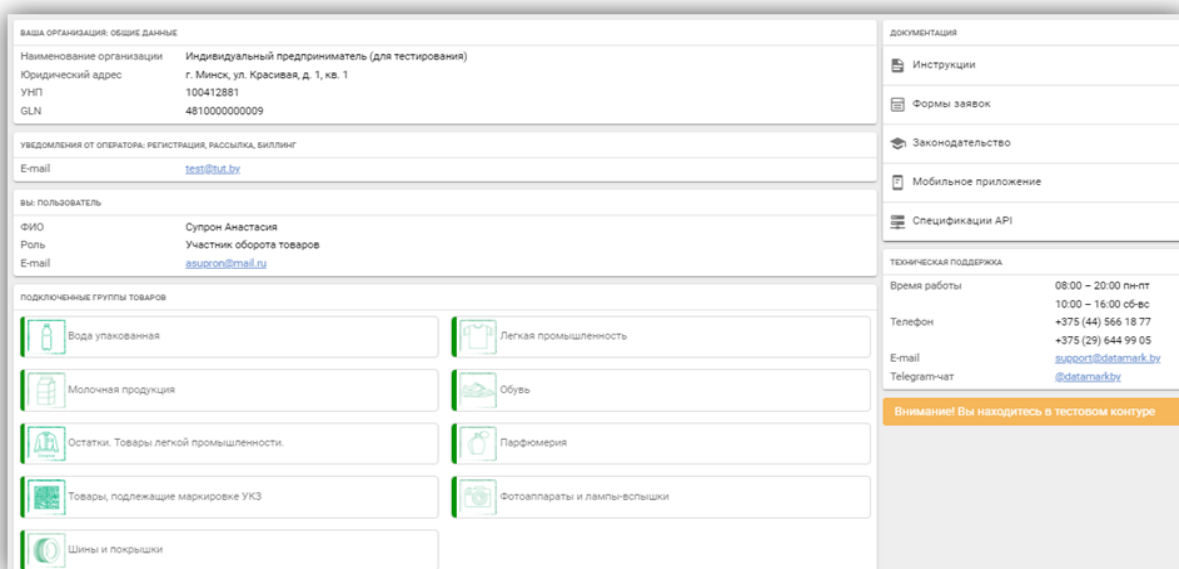 ВАША ОРГАНИЗАЦИЯ: ОБЩИЕ ДАННЫЕ
Наименование организации Индивидуальный предприниматель (для тестирования)
Юридический адрес г. Минск, ул. Красивая, д. 1, кв. 1
УНП 100412881
GLN 4810000000009
УВЕДОМЛЕНИЯ ОТ ОПЕРАТОРА: РЕГИСТРАЦИЯ, РАССЫЛКА, БИЛЛИНГ
E-mail test@tut.by
ВЫ: ПОЛЬЗОВАТЕЛЬ
ФИО Супрон Анастасия
Роль Участник оборота товаров
E-mail asupron@mail.ru
ПОДКЛЮЧЕННЫЕ ГРУППЫ ТОВАРОВ
Вода упакованная
Легкая промышленность
Молочная продукция
Обувь
Остатки. Товары легкой промышленности.
Парфюмерия
Товары, подлежащие маркировке УКЗ
Фотоаппараты и лампы-вспышки
Шины и покрышки
ДОКУМЕНТАЦИЯ
Инструкции
Формы заявок
Законодательство
Мобильное приложение
Спецификации API
ТЕХНИЧЕСКАЯ ПОДДЕРЖКА
Время работы 08:00 – 20:00 пн-пт
10:00 – 16:00 сб-вс
Телефон +375 (44) 566 18 77
+375 (29) 644 99 05
E-mail support@datamark.by
Telegram-чат @datamarkby
Внимание! Вы находитесь в тестовом контуре